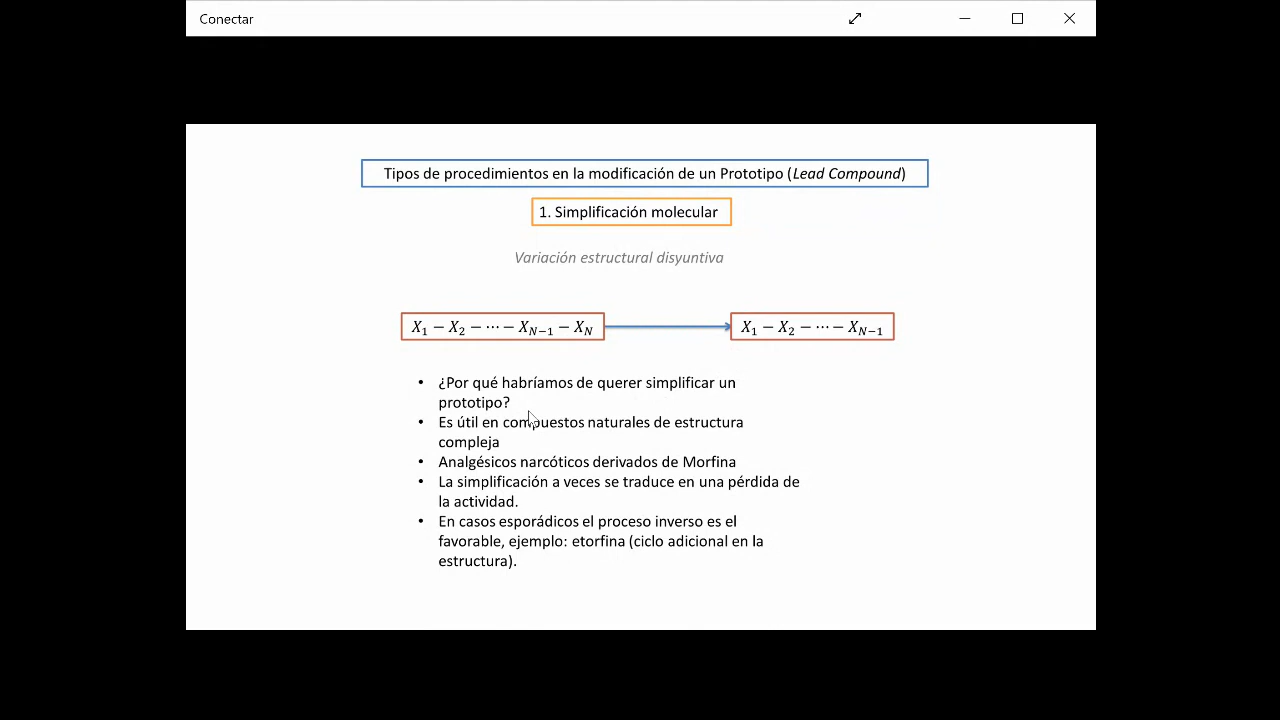 Conectar
Tipos de procedimientos en la modificación de un Prototipo (Lead Compound)
1. Simplificación molecular
Variación estructural disyuntiva
X₁ − X₂ − ⋯ − X_{N−1} − X_N
X₁ − X₂ − ⋯ − X_{N−1}
• ¿Por qué habríamos de querer simplificar un
prototipo?
• Es útil en compuestos naturales de estructura
compleja
• Analgésicos narcóticos derivados de Morfina
• La simplificación a veces se traduce en una pérdida de
la actividad.
• En casos esporádicos el proceso inverso es el
favorable, ejemplo: etorfina (ciclo adicional en la
estructura).